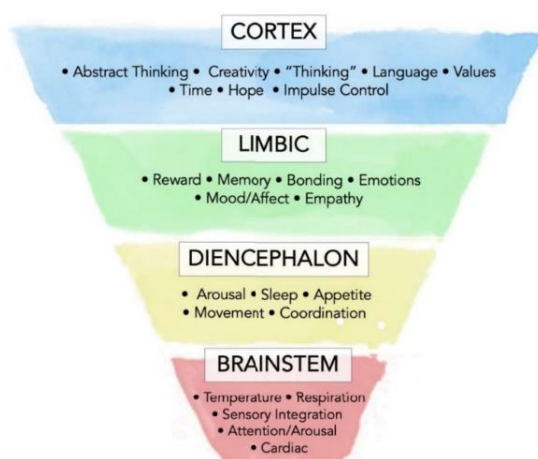 CORTEX
• Abstract Thinking • Creativity • “Thinking” • Language • Values
• Time • Hope • Impulse Control
LIMBIC
• Reward • Memory • Bonding • Emotions
• Mood/Affect • Empathy
DIENCEPHALON
• Arousal • Sleep • Appetite
• Movement • Coordination
BRAINSTEM
• Temperature • Respiration
• Sensory Integration
• Attention/Arousal
• Cardiac